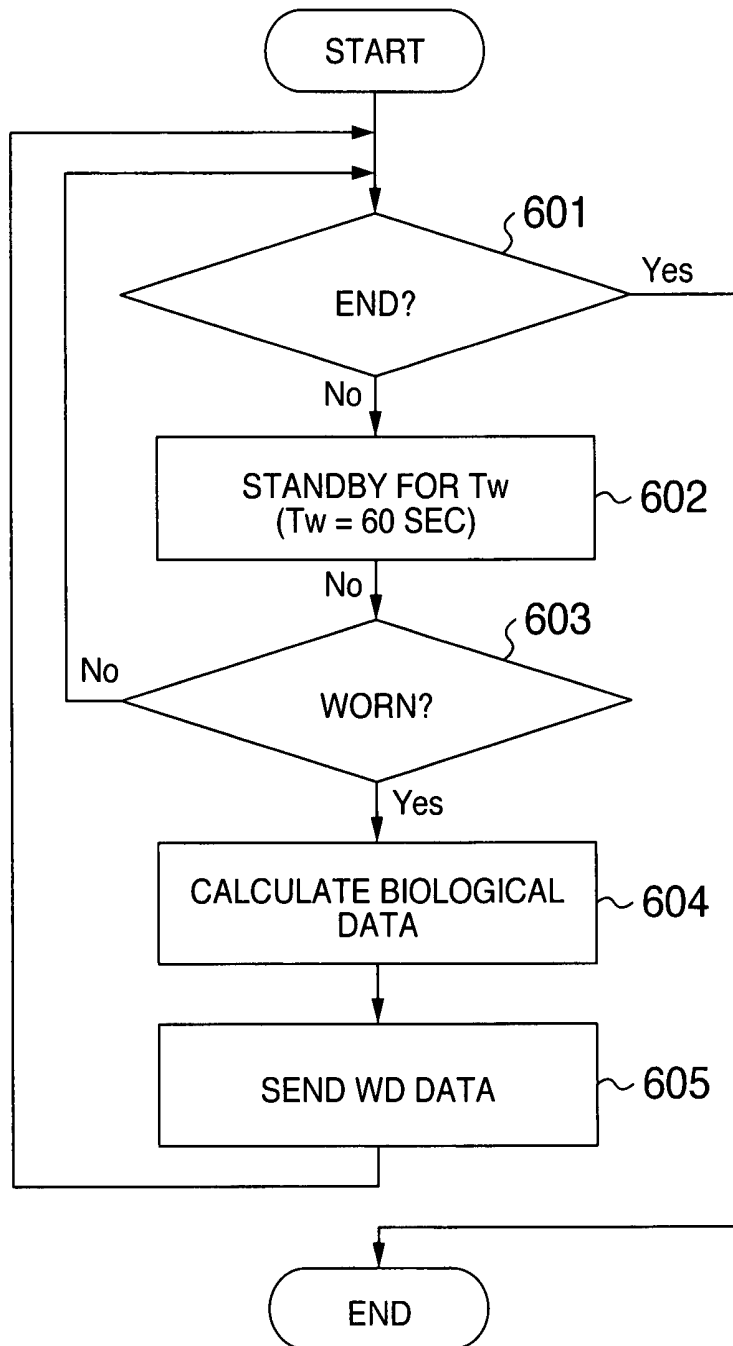 START
601
END?
Yes
No
STANDBY FOR Tw
(Tw = 60 SEC)
602
No
603
WORN?
No
Yes
CALCULATE BIOLOGICAL
DATA
604
SEND WD DATA
605
END